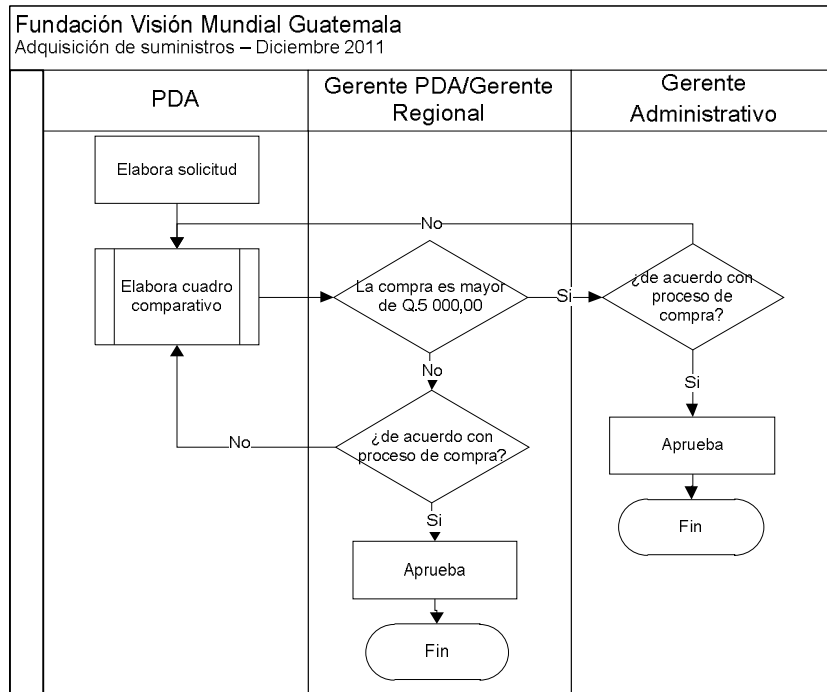 Fundación Visión Mundial Guatemala
Adquisición de suministros – Diciembre 2011
PDA
Gerente PDA/Gerente
Regional
Gerente
Administrativo
Elabora solicitud
No
Elabora cuadro
comparativo
La compra es mayor
de Q.5 000,00
Si
¿de acuerdo con
proceso de
compra?
No
Si
No
¿de acuerdo con
proceso de compra?
Aprueba
Si
Fin
Aprueba
Fin